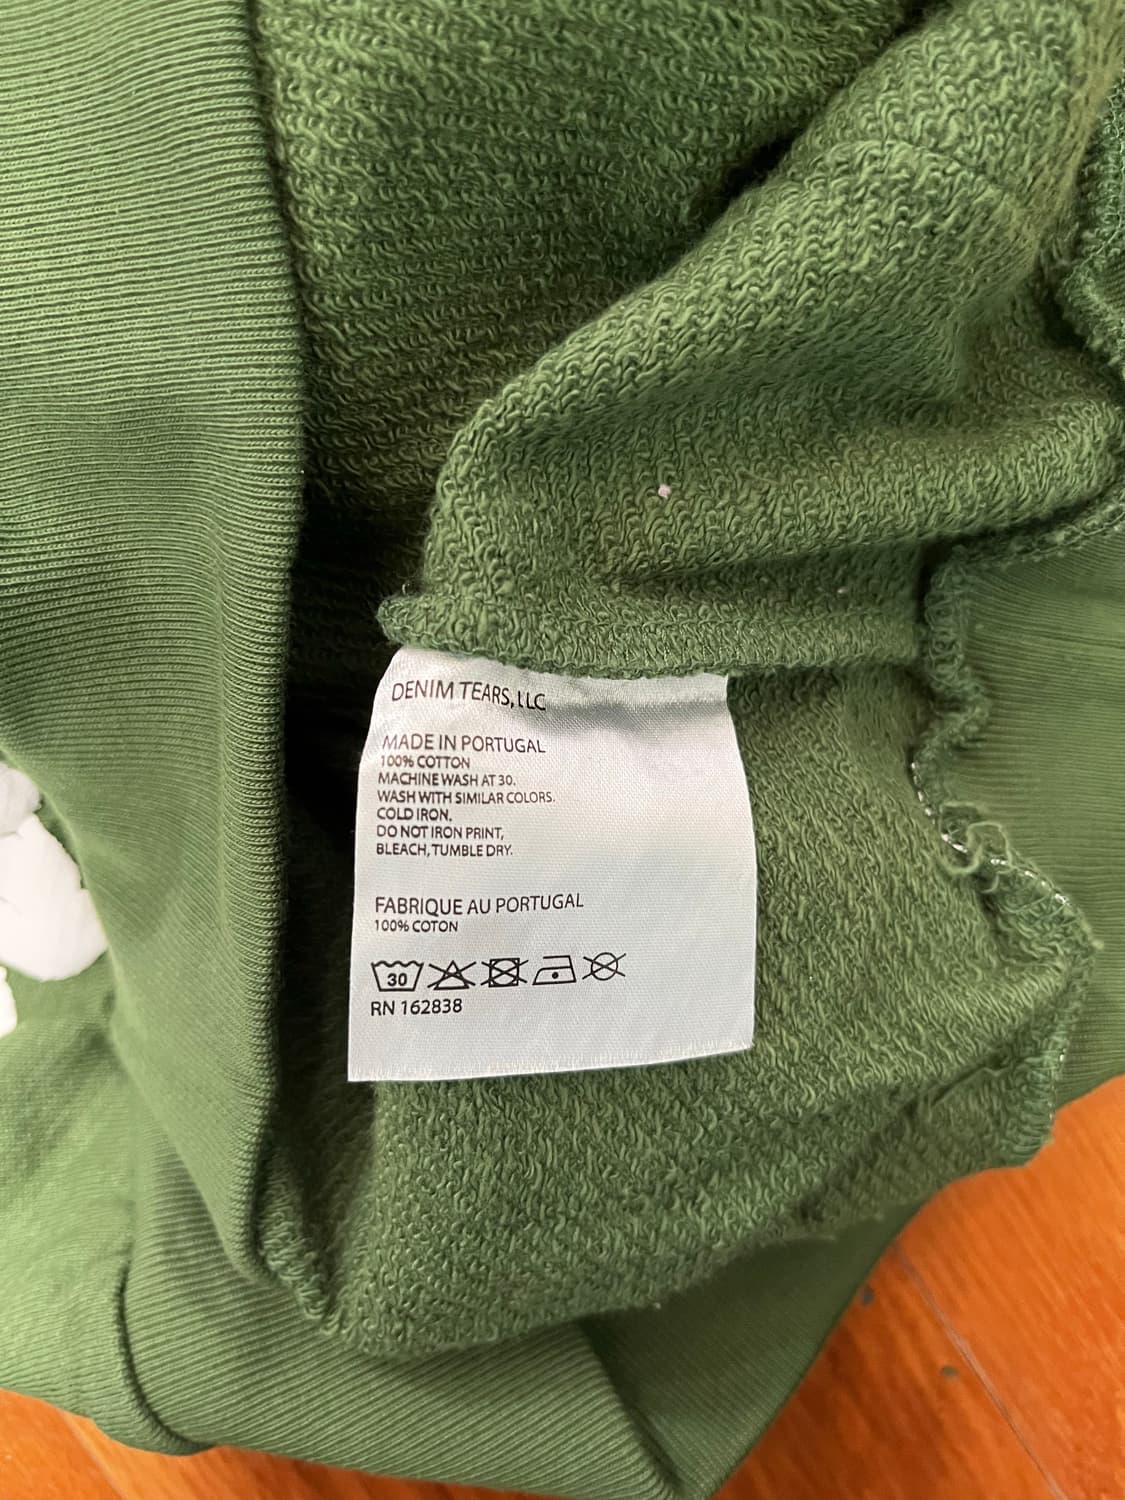 DENIM TEARS, LLC
MADE IN PORTUGAL
100% COTTON
MACHINE WASH AT 30.
WASH WITH SIMILAR COLORS.
COLD IRON.
DO NOT IRON PRINT,
BLEACH, TUMBLE DRY.
FABRIQUE AU PORTUGAL
100% COTON
30
RN 162838